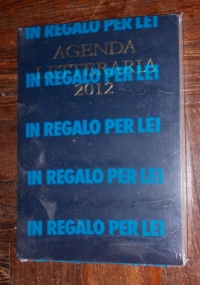 IN REGALO PER LEI
AGENDA
LETTERARIA
IN REGALO PER LEI
2012
IN REGALO PER LEI
IN REGALO PER LEI
IN REGALO PER LEI